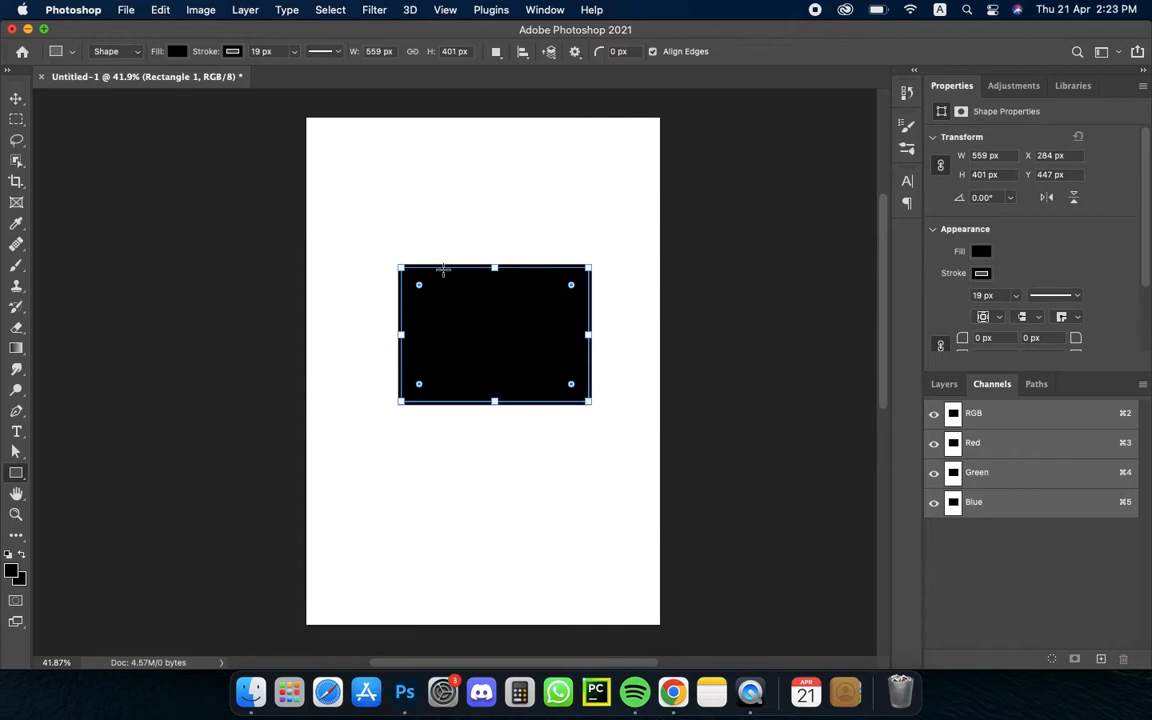 Photoshop File Edit Image Layer Type Select Filter 3D View Plugins Window Help A Thu 21 Apr 2:23 PM
Adobe Photoshop 2021
Shape Fill: Stroke: 19 px W: 559 px H: 401 px 0 px Align Edges
Untitled-1 @ 41.9% (Rectangle 1, RGB/8) *
Properties Adjustments Libraries
Shape Properties
Transform
W 559 px X 284 px
H 401 px Y 447 px
0.00°
Appearance
Fill
Stroke
19 px
0 px 0 px
Layers Channels Paths
RGB ⌘2
Red ⌘3
Green ⌘4
Blue ⌘5
41.87% Doc: 4.57M/0 bytes
Ps 3 PC APR 21